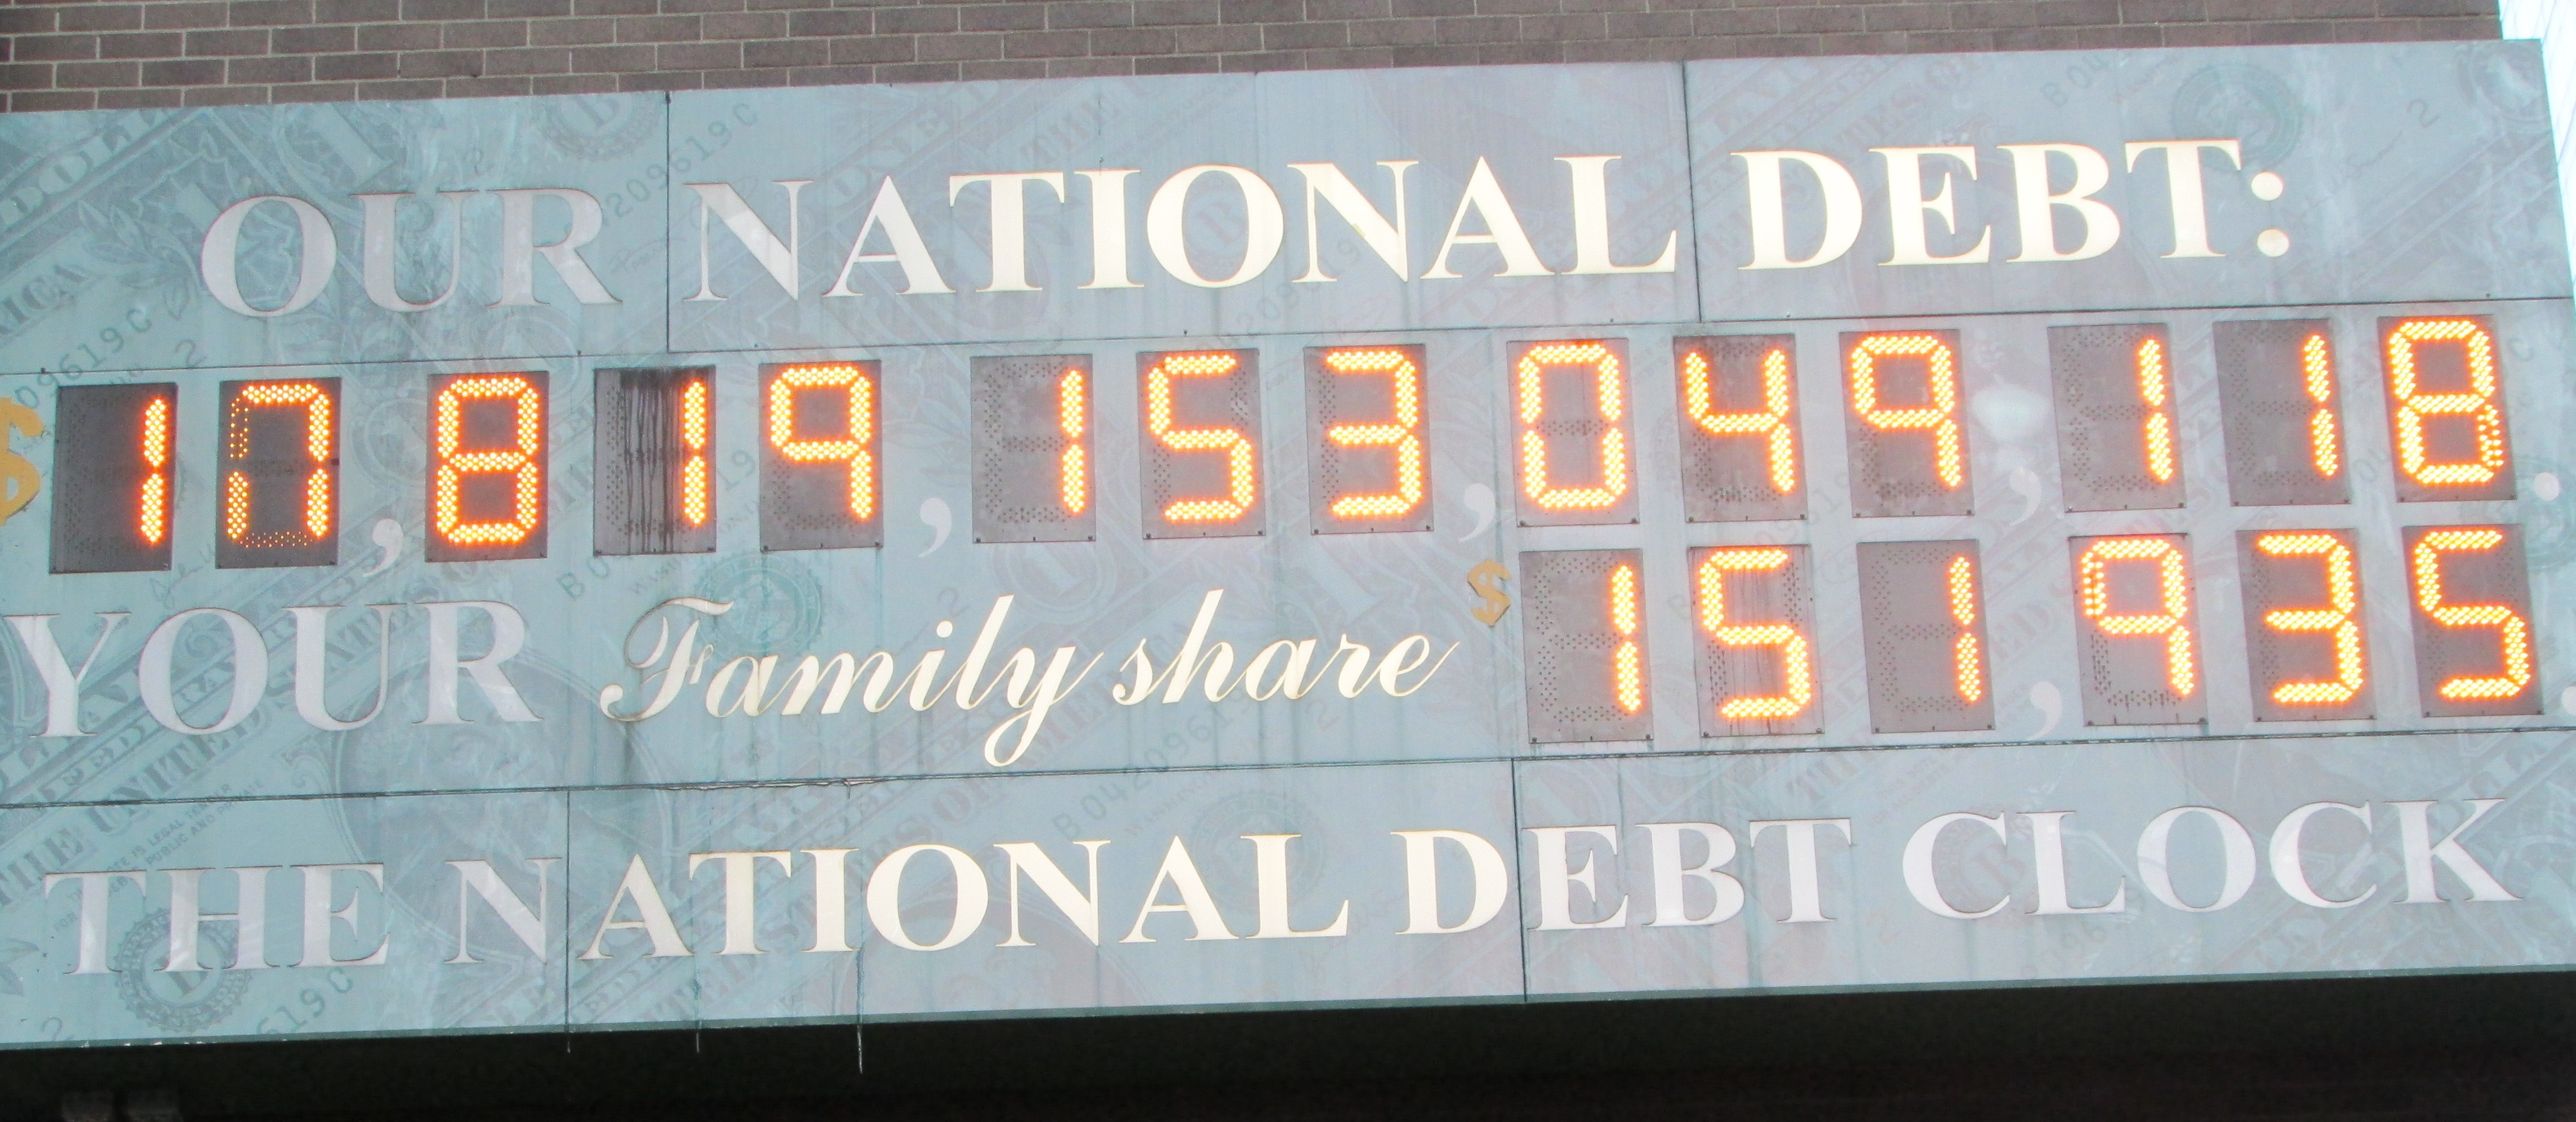 OUR NATIONAL DEBT:
$17,819,153,049,118.
YOUR Family share $151,935.
THE NATIONAL DEBT CLOCK